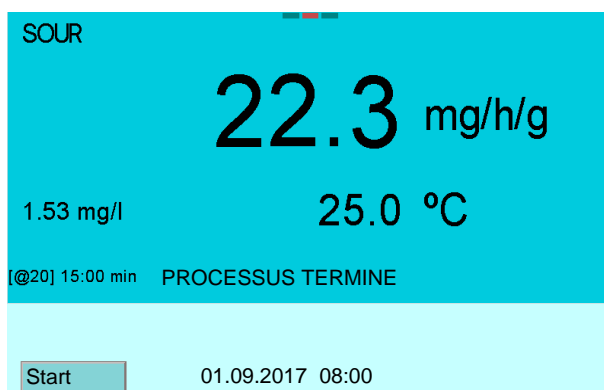 SOUR
22.3 mg/h/g
1.53 mg/l 25.0 ºC
[@20] 15:00 min PROCESSUS TERMINE
Start 01.09.2017 08:00